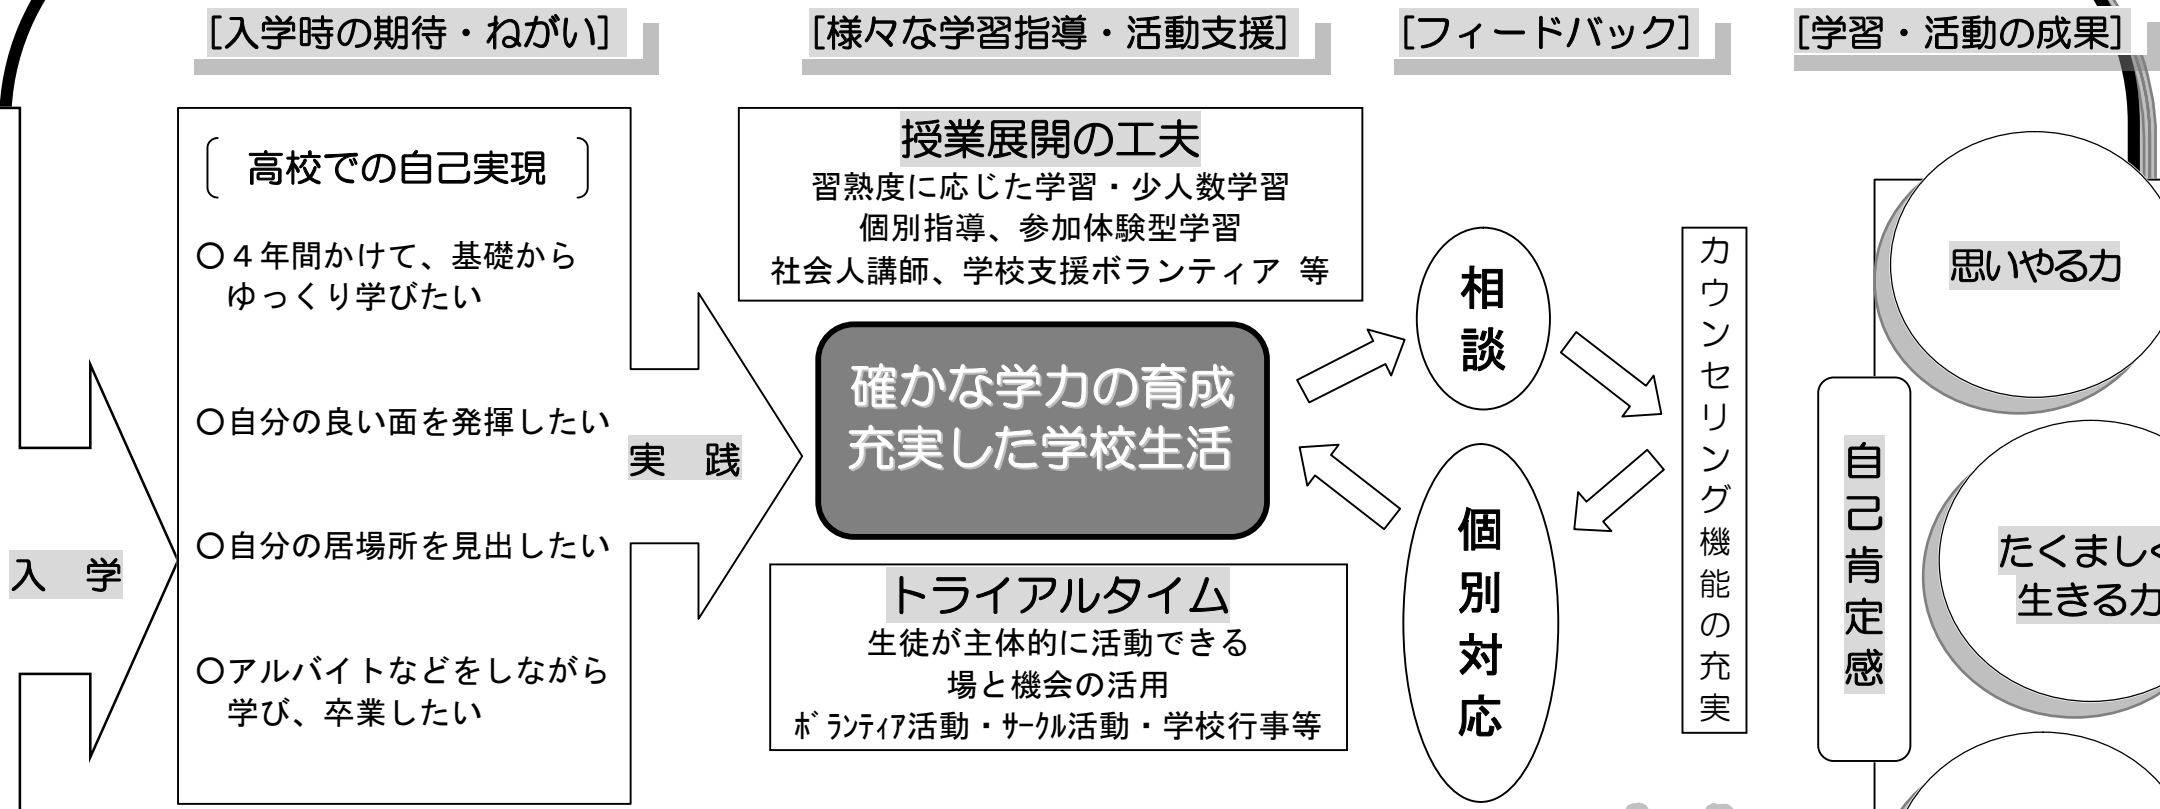 [入学時の期待・ねがい]
[様々な学習指導・活動支援]
[フィードバック]
[学習・活動の成果]
入 学
高校での自己実現
〇４年間かけて、基礎から
ゆっくり学びたい
〇自分の良い面を発揮したい
〇自分の居場所を見出したい
〇アルバイトなどをしながら
学び、卒業したい
実 践
授業展開の工夫
習熟度に応じた学習・少人数学習
個別指導、参加体験型学習
社会人講師、学校支援ボランティア 等
確かな学力の育成
充実した学校生活
トライアルタイム
生徒が主体的に活動できる
場と機会の活用
ﾎﾞﾗﾝﾃｨｱ活動・ｻｰｸﾙ活動・学校行事等
相談
個別対応
カウンセリング機能の充実
自己肯定感
思いやる力
たくましく
生きる力